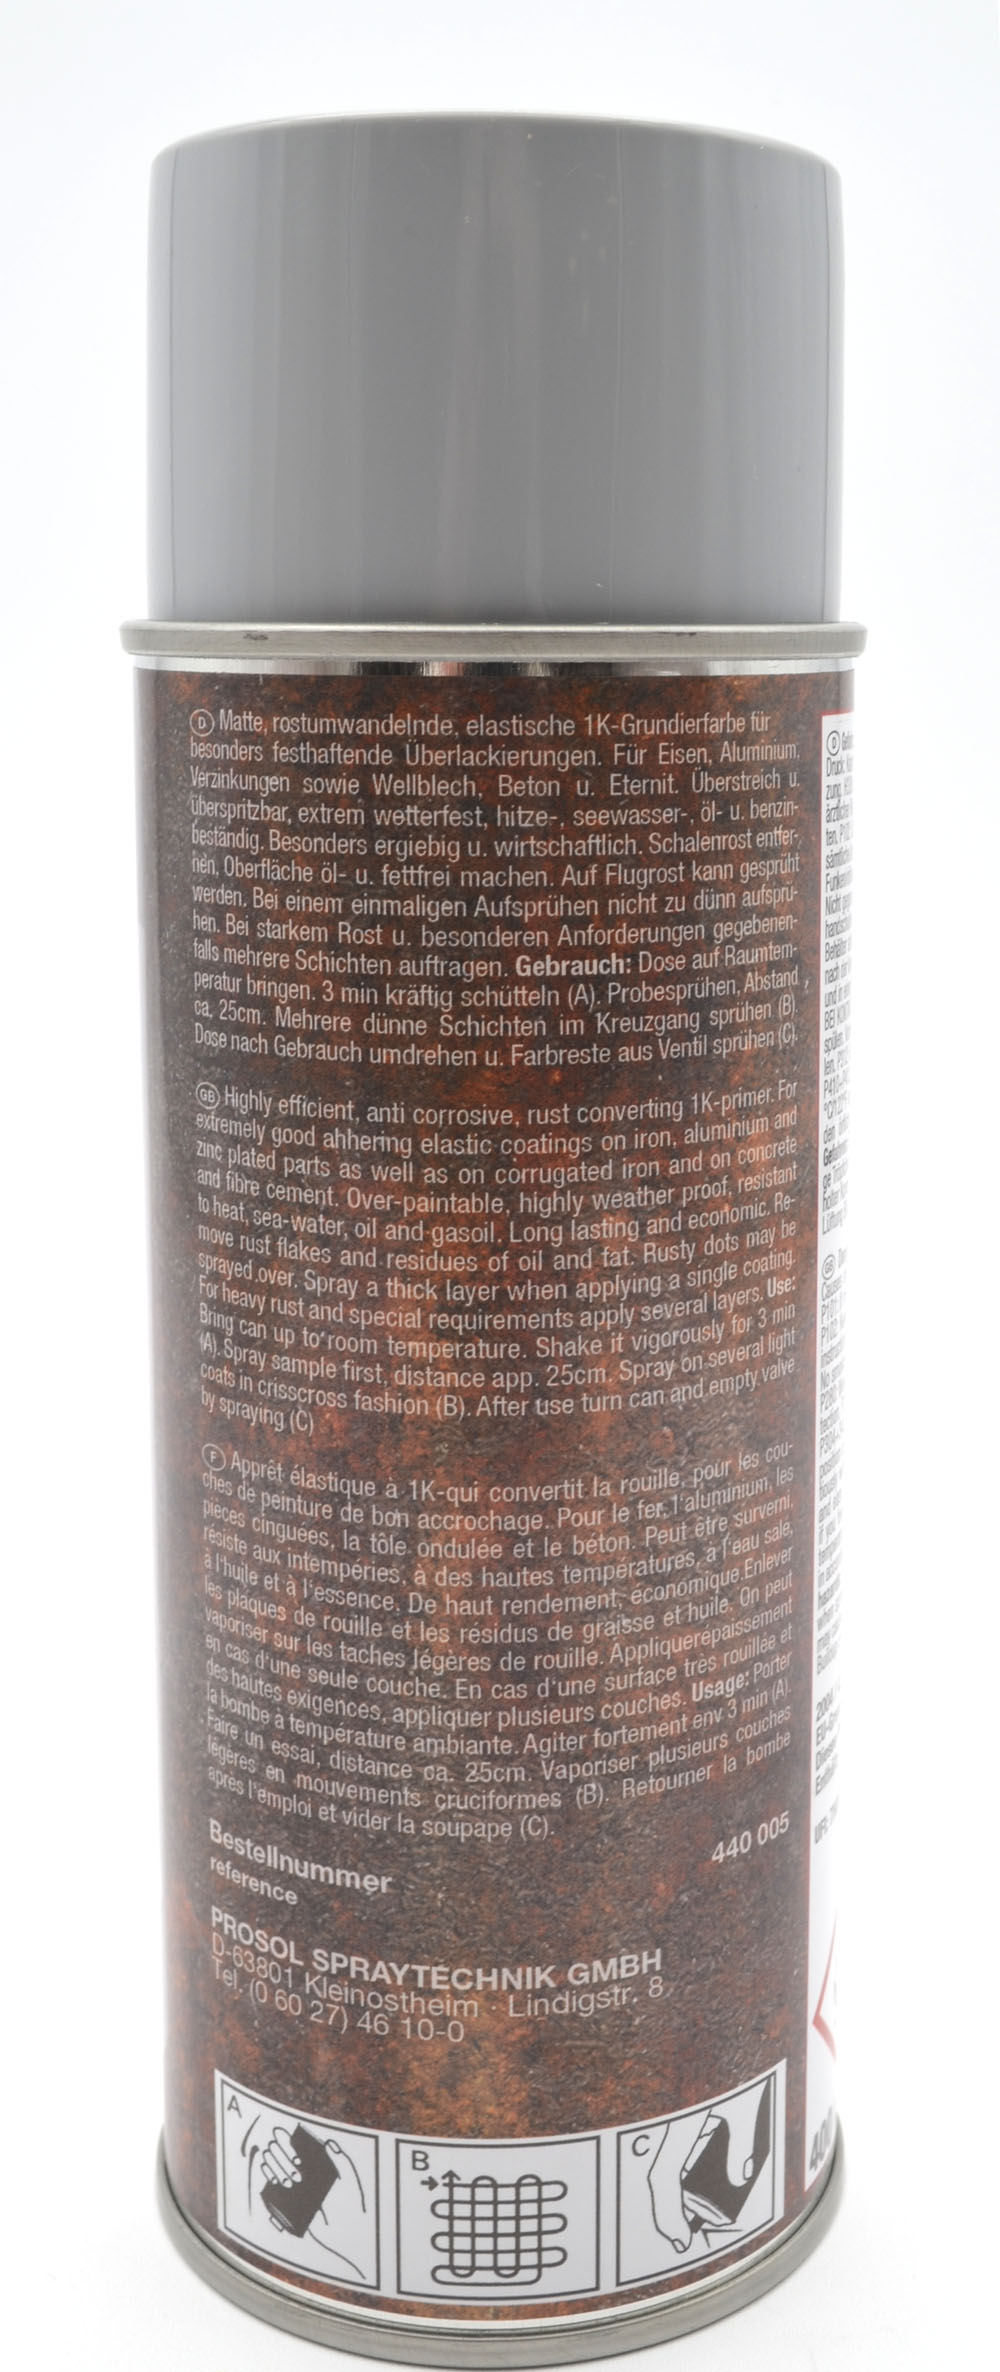 D Matte, rostumwandelnde, elastische 1K-Grundierfarbe für
besonders festhaftende Überlackierungen. Für Eisen, Aluminium,
Verzinkungen sowie Wellblech, Beton u. Eternit. Überstreich u.
überspritzbar, extrem wetterfest, hitze-, seewasser-, öl- u. benzin-
beständig. Besonders ergiebig u. wirtschaftlich. Schalenrost entfer-
nen, Oberfläche öl- u. fettfrei machen. Auf Flugrost kann gesprüht
werden. Bei einem einmaligen Aufsprühen nicht zu dünn aufsprü-
hen. Bei starkem Rost u. besonderen Anforderungen gegebenen-
falls mehrere Schichten auftragen. Gebrauch: Dose auf Raumtem-
peratur bringen. 3 min kräftig schütteln (A). Probesprühen, Abstand
ca. 25cm. Mehrere dünne Schichten im Kreuzgang sprühen (B).
Dose nach Gebrauch umdrehen u. Farbreste aus Ventil sprühen (C).
GB Highly efficient, anti corrosive, rust converting 1K-primer. For
extremely good ahhering elastic coatings on iron, aluminium and
zinc plated parts as well as on corrugated iron and on concrete
and fibre cement. Over-paintable, highly weather proof, resistant
to heat, sea-water, oil and gasoil. Long lasting and economic. Re-
move rust flakes and residues of oil and fat. Rusty dots may be
sprayed over. Spray a thick layer when applying a single coating.
For heavy rust and special requirements apply several layers. Use:
Bring can up to room temperature. Shake it vigorously for 3 min
(A). Spray sample first, distance app. 25cm. Spray on several light
coats in crisscross fashion (B). After use turn can and empty valve
by spraying (C)
F Apprêt élastique à 1K-qui convertit la rouille, pour les cou-
ches de peinture de bon accrochage. Pour le fer, l'aluminium, les
pièces cinguées, la tôle ondulée et le béton. Peut être surverni,
résiste aux intempéries, à des hautes températures, à l'eau sale,
à l'huile et à l'essence. De haut rendement, économique.Enlever
les plaques de rouille et les résidus de graisse et huile. On peut
vaporiser sur les taches légères de rouille. Appliquerépaissement
en cas d'une seule couche. En cas d'une surface très rouillée et
des hautes exigences, appliquer plusieurs couches. Usage: Porter
la bombe à température ambiante. Agiter fortement env 3 min (A).
Faire un essai, distance ca. 25cm. Vaporiser plusieurs couches
légères en mouvements cruciformes (B). Retourner la bombe
après l'emploi et vider la soupape (C).
Bestellnummer 440 005
reference
PROSOL SPRAYTECHNIK GMBH
D-63801 Kleinostheim · Lindigstr. 8
Tel. (0 60 27) 46 10-0
A
B
C